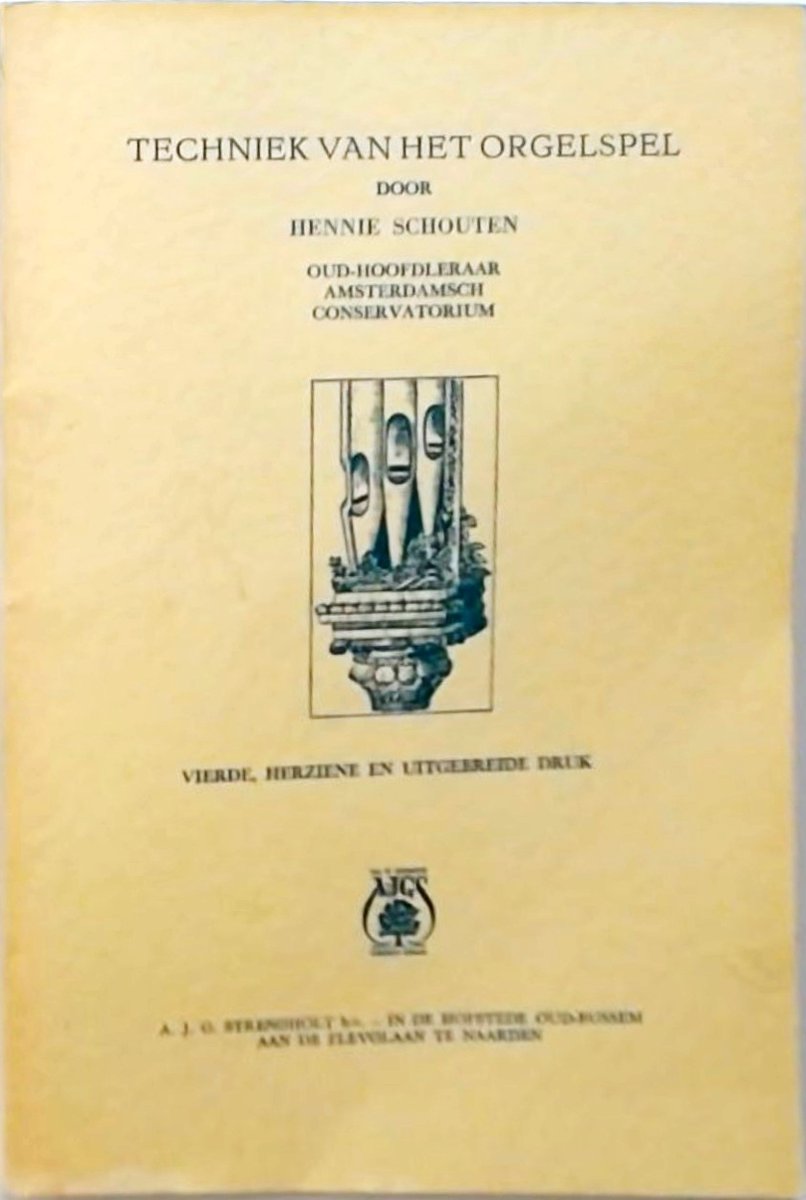 TECHNIEK VAN HET ORGELSPEL
DOOR
HENNIE SCHOUTEN
OUD-HOOFDLERAAR
AMSTERDAMSCH
CONSERVATORIUM
VIERDE, HERZIENE EN UITGEBREIDE DRUK
AJGS
A. J. G. STRENGHOLT b.v. - IN DE HOFSTEDE OUD-BUSSEM
AAN DE FLEVOLAAN TE NAARDEN